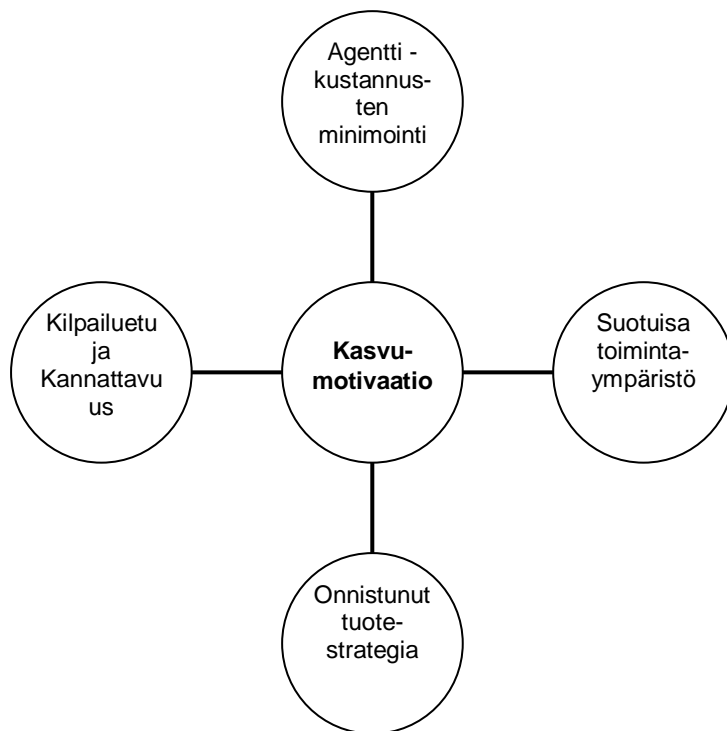 Agentti -
kustannus-
ten
minimointi
Kilpailuetu
ja
Kannattavu
us
Kasvu-
motivaatio
Suotuisa
toiminta-
ympäristö
Onnistunut
tuote-
strategia